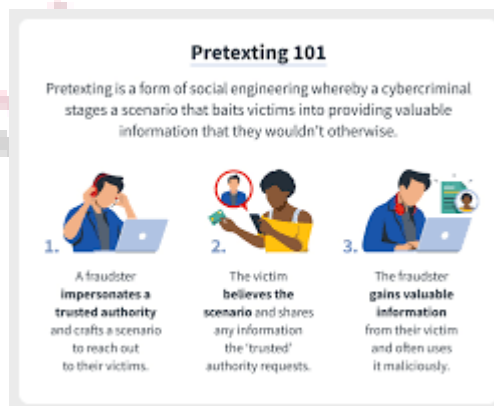 Pretexting 101
Pretexting is a form of social engineering whereby a cybercriminal
stages a scenario that baits victims into providing valuable
information that they wouldn't otherwise.
1.
A fraudster
impersonates a
trusted authority
and crafts a scenario
to reach out
to their victims.
2.
The victim
believes the
scenario and shares
any information
the 'trusted'
authority requests.
3.
The fraudster
gains valuable
information
from their victim
and often uses
it maliciously.